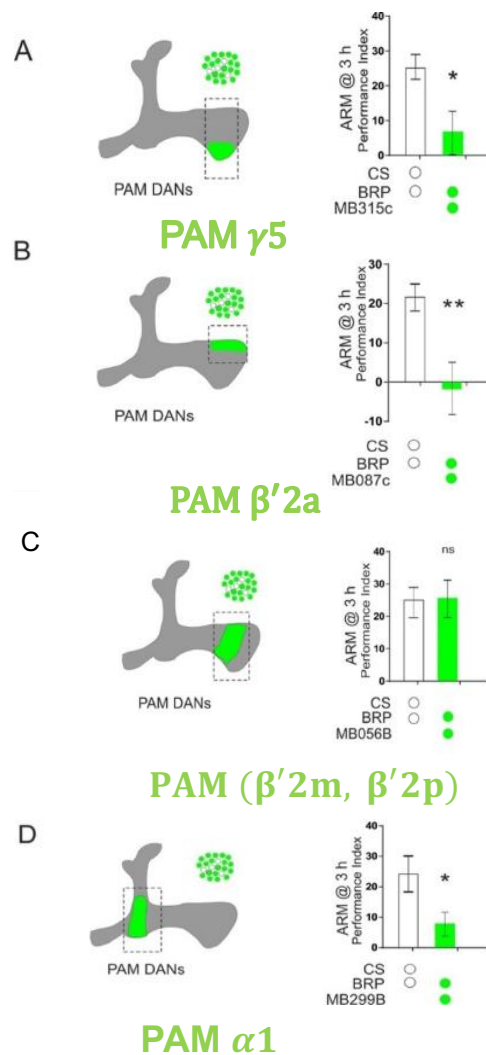 A
PAM DANs
ARM @ 3 h
Performance Index
40
30
20
10
0
*
CS
BRP
MB315c
PAM γ5
B
PAM DANs
ARM @ 3 h
Performance Index
30
20
10
0
-10
**
CS
BRP
MB087c
PAM β′2a
C
PAM DANs
ARM @ 3 h
Performance Index
40
30
20
10
0
ns
CS
BRP
MB056B
PAM (β′2m, β′2p)
D
PAM DANs
ARM @ 3 h
Performance Index
40
30
20
10
0
*
CS
BRP
MB299B
PAM α1